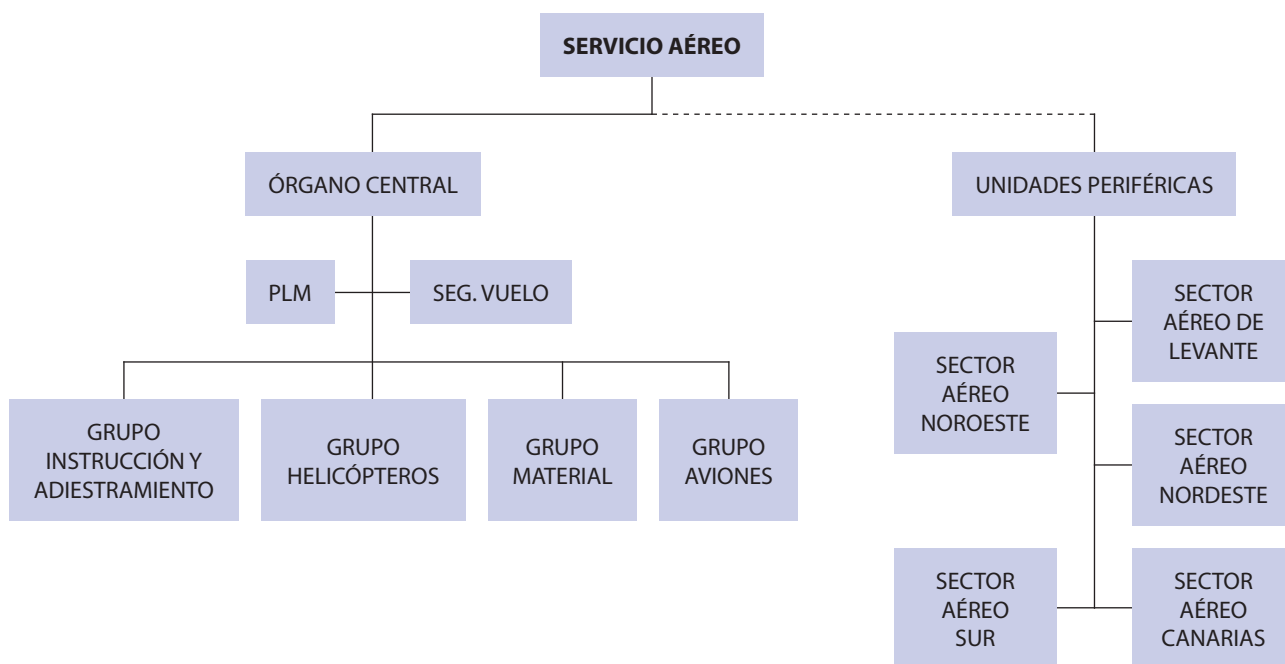 SERVICIO AÉREO
ÓRGANO CENTRAL
UNIDADES PERIFÉRICAS
PLM
SEG. VUELO
GRUPO
INSTRUCCIÓN Y
ADIESTRAMIENTO
GRUPO
HELICÓPTEROS
GRUPO
MATERIAL
GRUPO
AVIONES
SECTOR
AÉREO DE
LEVANTE
SECTOR
AÉREO
NOROESTE
SECTOR
AÉREO
NORDESTE
SECTOR
AÉREO
SUR
SECTOR
AÉREO
CANARIAS